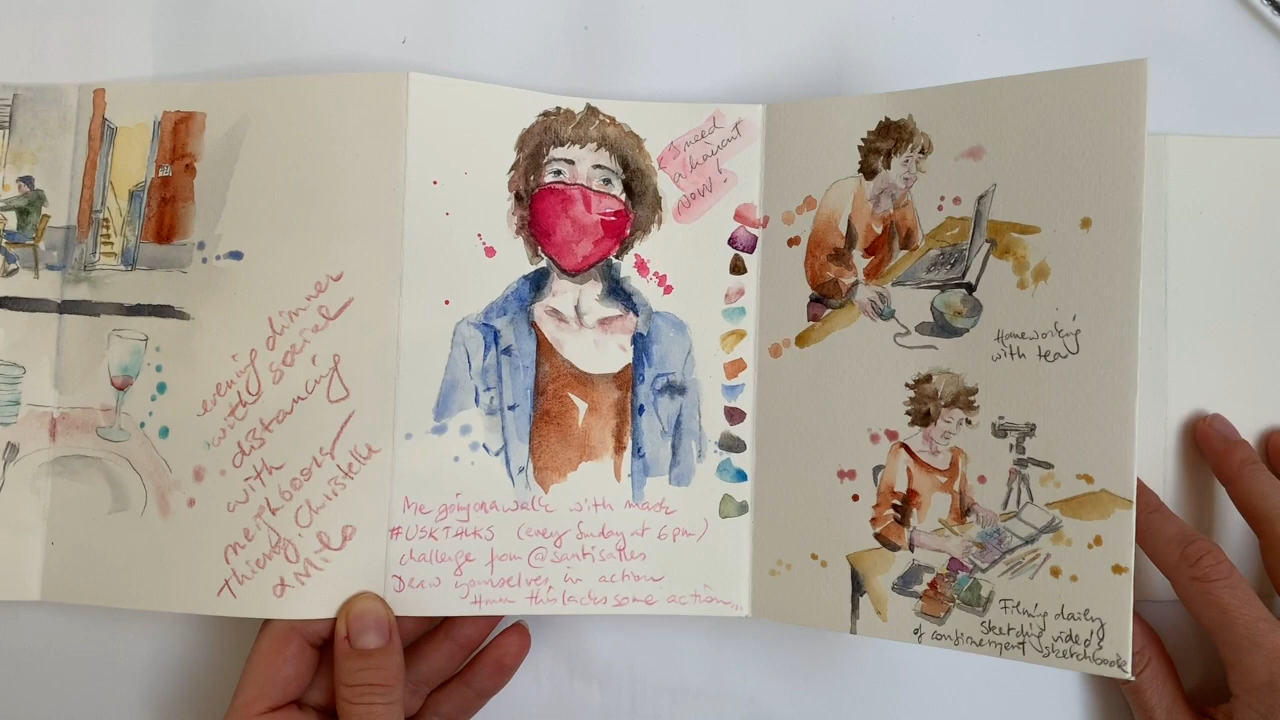 evening dinner
with social
distancing
with
neighboors
Thierry, Christelle
& Milo
I need
a haircut
NOW!
Me going on a walk with mask
#USKTALKS (every Sunday at 6pm)
challenge from @santisalles
Draw yourselves in action
Hmm this lacks some action...
Homeworking
with tea
Filming daily
sketching videos
of confinement sketchbook